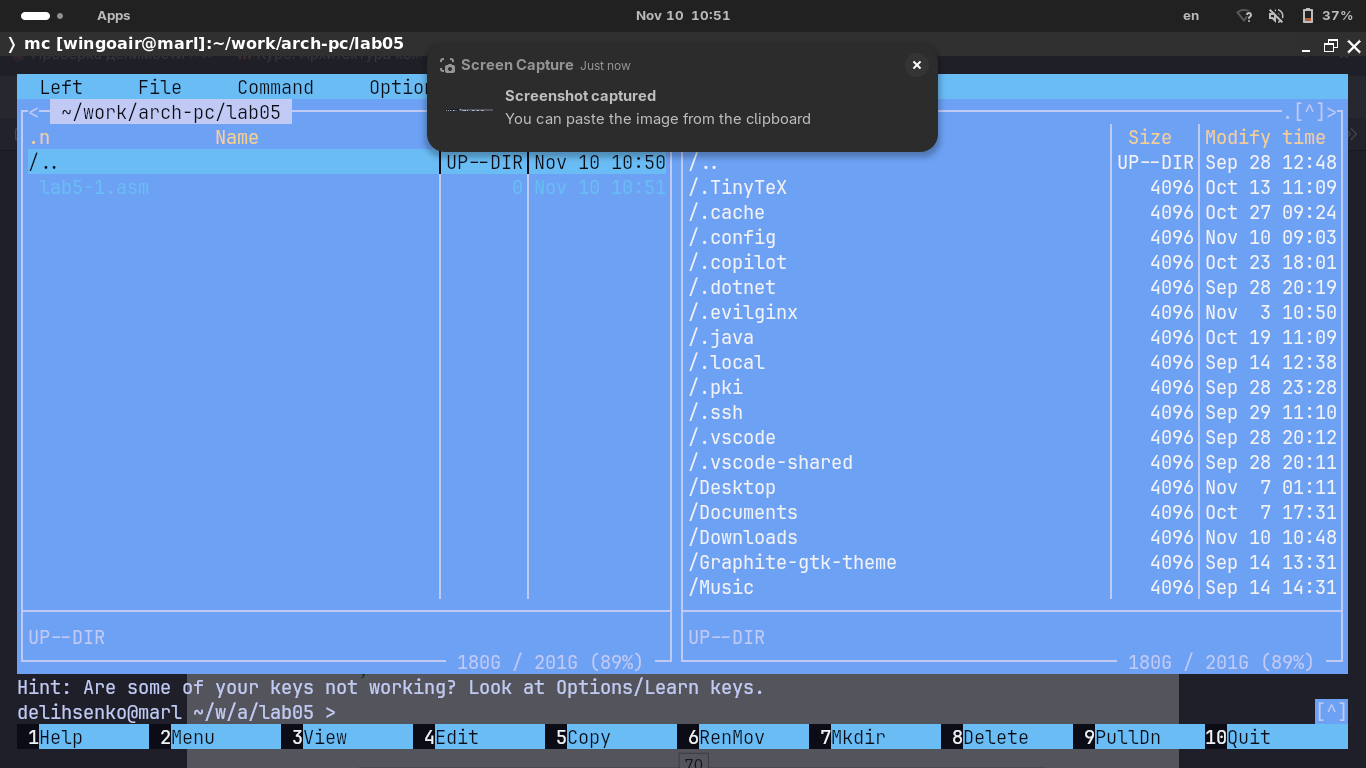 Apps Nov 10 10:51 en 37%
❭ mc [wingoair@marl]:~/work/arch-pc/lab05
Screen Capture Just now
Screenshot captured
You can paste the image from the clipboard
Left File Command
<─ ~/work/arch-pc/lab05 .[^]>
.n Name Size Modify time
/.. UP--DIR Nov 10 10:50 /.. UP--DIR Sep 28 12:48
lab5-1.asm 0 Nov 10 10:51 /.TinyTeX 4096 Oct 13 11:09
/.cache 4096 Oct 27 09:24
/.config 4096 Nov 10 09:03
/.copilot 4096 Oct 23 18:01
/.dotnet 4096 Sep 28 20:19
/.evilginx 4096 Nov 3 10:50
/.java 4096 Oct 19 11:09
/.local 4096 Sep 14 12:38
/.pki 4096 Sep 28 23:28
/.ssh 4096 Sep 29 11:10
/.vscode 4096 Sep 28 20:12
/.vscode-shared 4096 Sep 28 20:11
/Desktop 4096 Nov 7 01:11
/Documents 4096 Oct 7 17:31
/Downloads 4096 Nov 10 10:48
/Graphite-gtk-theme 4096 Sep 14 13:31
/Music 4096 Sep 14 14:31
UP--DIR UP--DIR
180G / 201G (89%) 180G / 201G (89%)
Hint: Are some of your keys not working? Look at Options/Learn keys.
delihsenko@marl ~/w/a/lab05 > [^]
1Help 2Menu 3View 4Edit 5Copy 6RenMov 7Mkdir 8Delete 9PullDn 10Quit